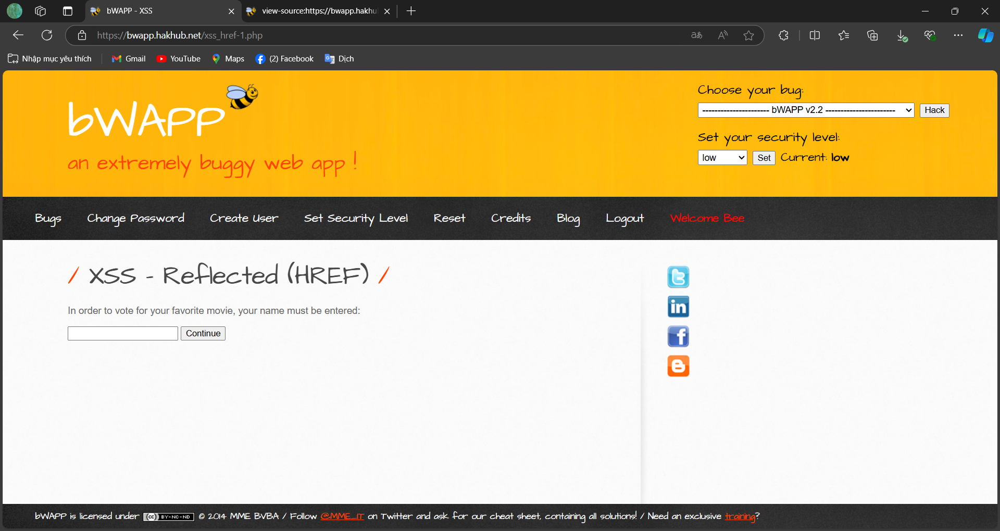 bWAPP - XSS
view-source:https://bwapp.hakhu
https://bwapp.hakhub.net/xss_href-1.php
Nhập mục yêu thích
Gmail
YouTube
Maps
(2) Facebook
Dịch
bWAPP
an extremely buggy web app !
Choose your bug:
---------------------- bWAPP v2.2 -----------------------
Hack
Set your security level:
low
Set
Current: low
Bugs
Change Password
Create User
Set Security Level
Reset
Credits
Blog
Logout
Welcome Bee
/ XSS - Reflected (HREF) /
In order to vote for your favorite movie, your name must be entered:
Continue
bWAPP is licensed under (cc) BY-NC-ND © 2014 MME BVBA / Follow @MME_IT on Twitter and ask for our cheat sheet, containing all solutions! / Need an exclusive training?